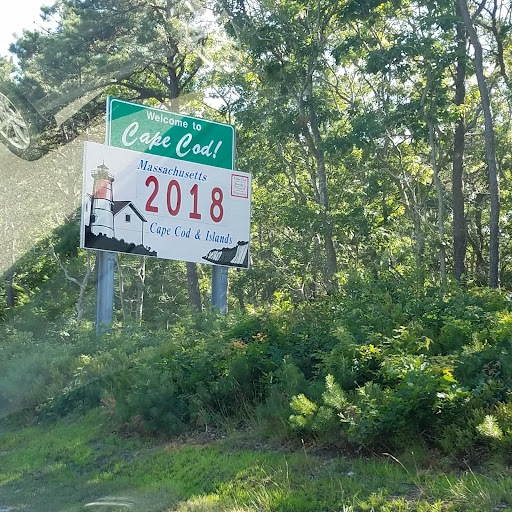 Welcome to
Cape Cod!
Massachusetts
2018
Cape Cod & Islands